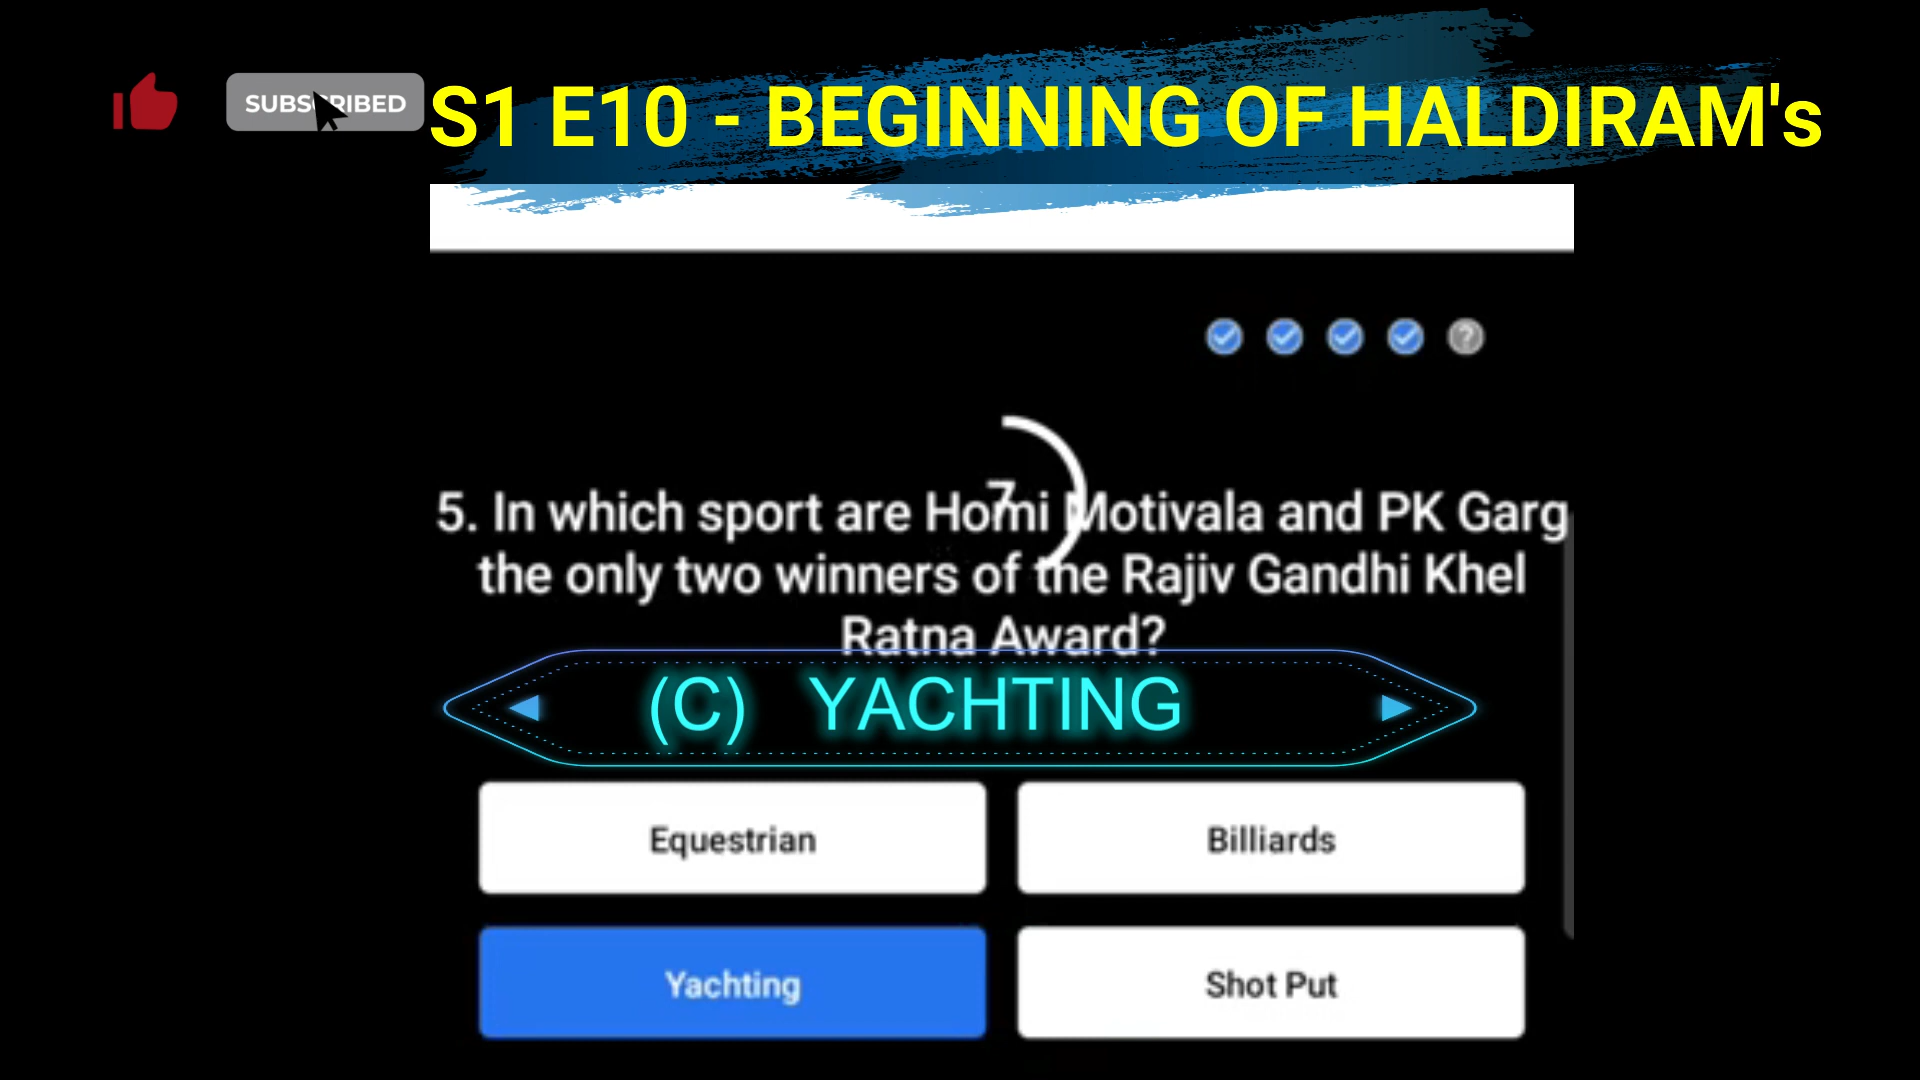 SUBSCRIBED
S1 E10 - BEGINNING OF HALDIRAM's
7
5. In which sport are Homi Motivala and PK Garg
the only two winners of the Rajiv Gandhi Khel
Ratna Award?
(C) YACHTING
Equestrian
Billiards
Yachting
Shot Put